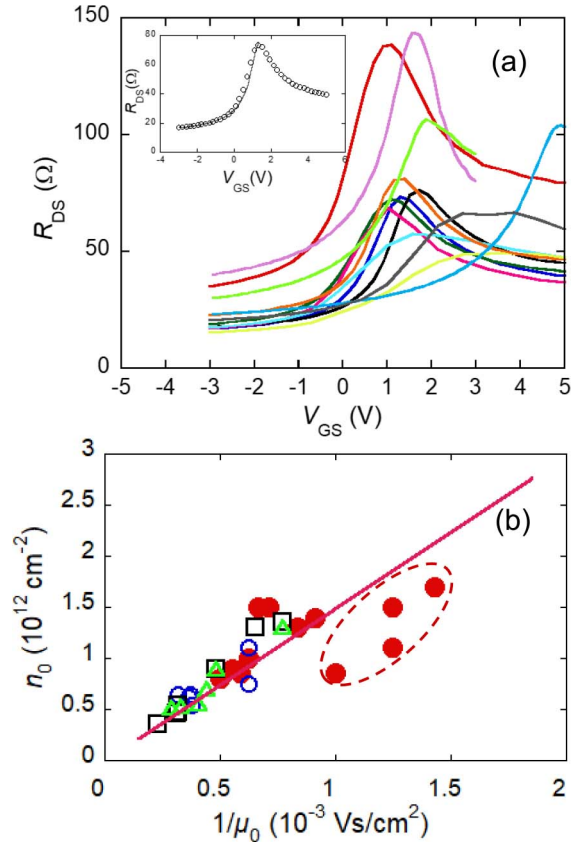 (a)
R_DS (Ω)
150
100
50
0
-5 -4 -3 -2 -1 0 1 2 3 4 5
V_GS (V)
R_DS(Ω)
80
60
40
20
0
-4 -2 0 2 4 6
V_GS(V)
(b)
n_0 (10^12 cm^-2)
3
2.5
2
1.5
1
0.5
0
0 0.5 1 1.5 2
1/μ_0 (10^-3 Vs/cm^2)